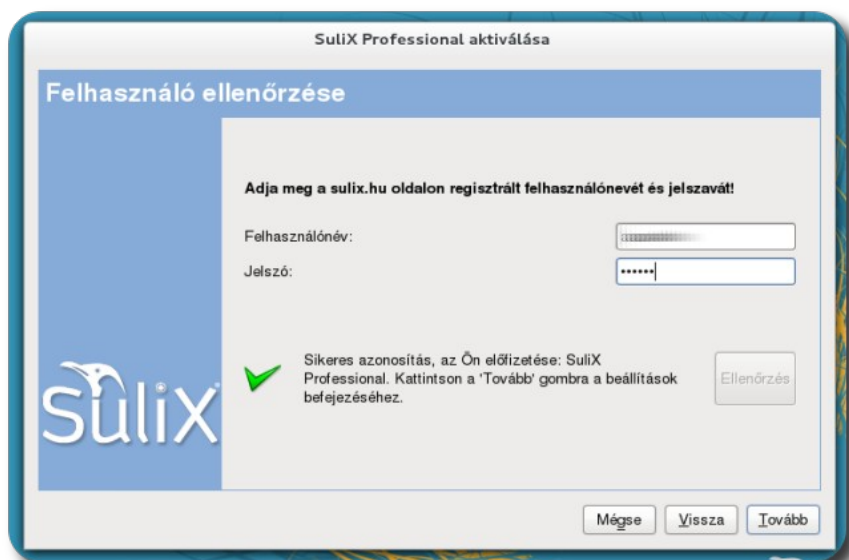 SuliX Professional aktiválása
Felhasználó ellenőrzése
Adja meg a sulix.hu oldalon regisztrált felhasználónevét és jelszavát!
Felhasználónév:
Jelszó:
••••••
Sikeres azonosítás, az Ön előfizetése: SuliX
Professional. Kattintson a 'Tovább' gombra a beállítások
befejezéséhez.
Ellenőrzés
SuliX
Mégse
Vissza
Tovább